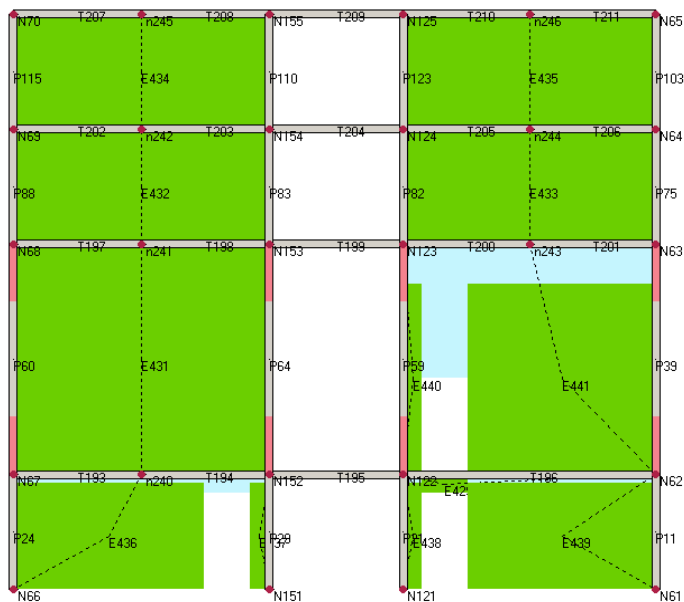 N70 T207 n245 T208 N155 T209 N125 T210 n246 T211 N65
P115 E434 P110 P123 E435 P103
N69 T202 n242 T203 N154 T204 N124 T205 n244 T206 N64
P88 E432 P83 P82 E433 P75
N68 T197 n241 T198 N153 T199 N123 T200 n243 T201 N63
P60 E431 P64 P59 P39
E440 E441
N67 T193 n240 T194 N152 T195 N122 T196 N62
P24 E436 P29 E438 E439 P11
N66 N151 N121 N61